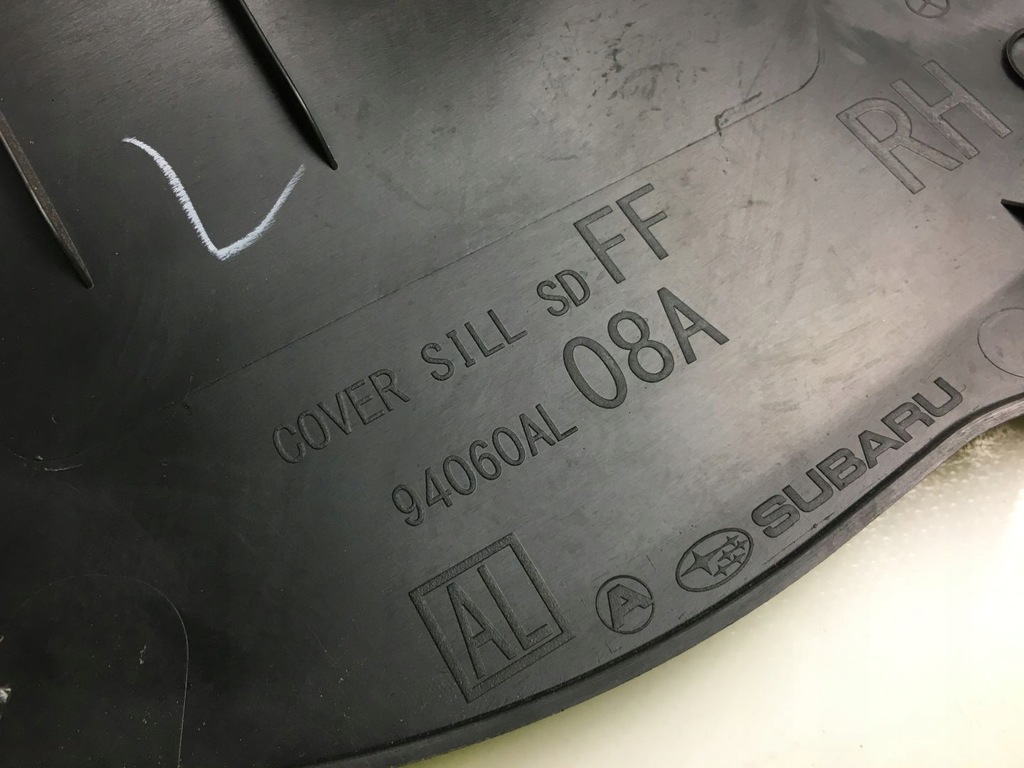 L
RH
COVER SILL SD FF
94060AL 08A
AL
A SUBARU